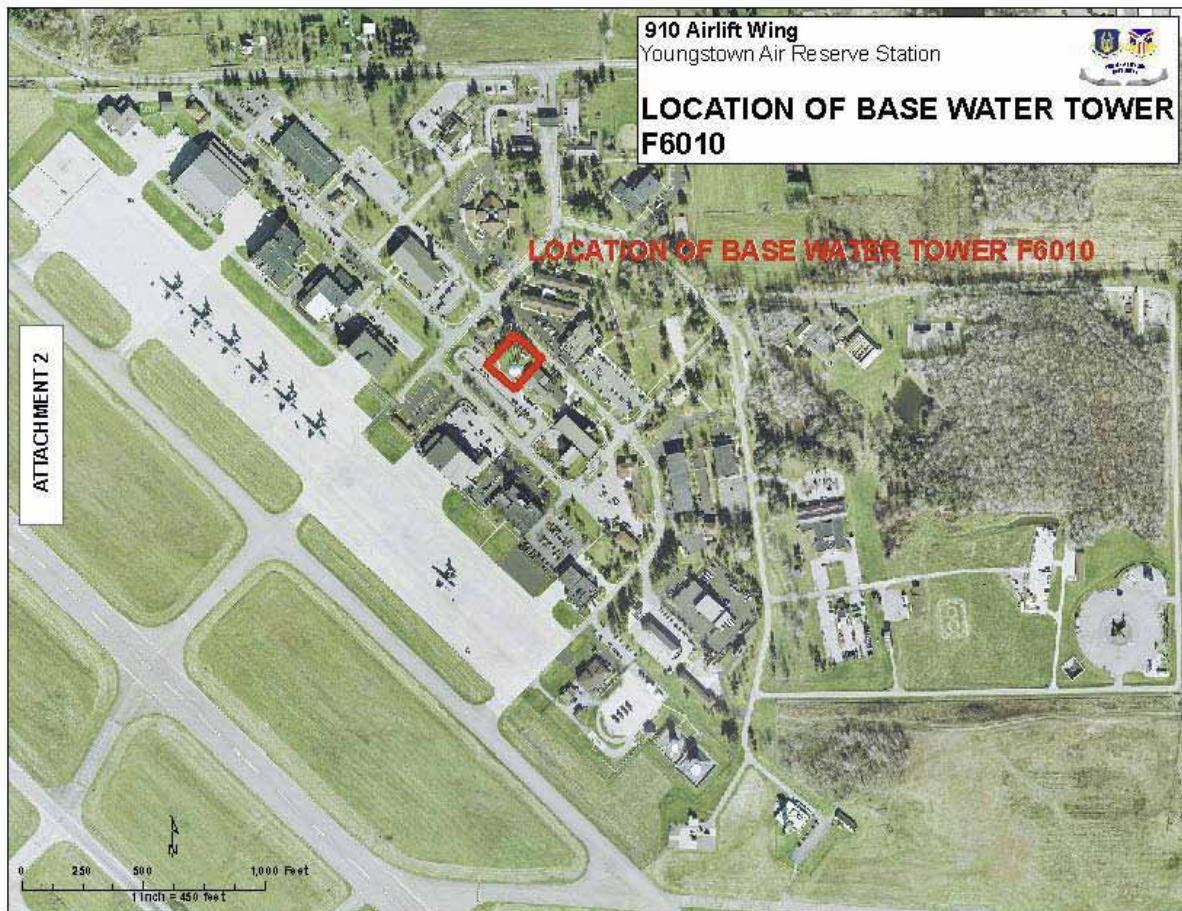 910 Airlift Wing
Youngstown Air Reserve Station
LOCATION OF BASE WATER TOWER
F6010
LOCATION OF BASE WATER TOWER F6010
ATTACHMENT 2
0 250 500 1,000 Feet
1 inch = 450 feet